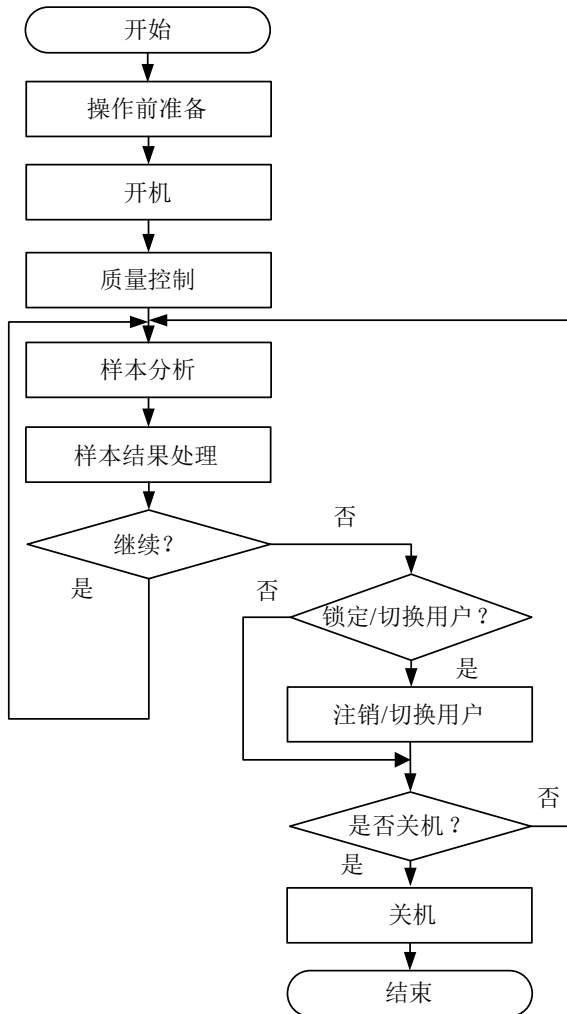 开始
操作前准备
开机
质量控制
样本分析
样本结果处理
继续？
否
是
锁定/切换用户？
否
是
注销/切换用户
是否关机？
否
是
关机
结束